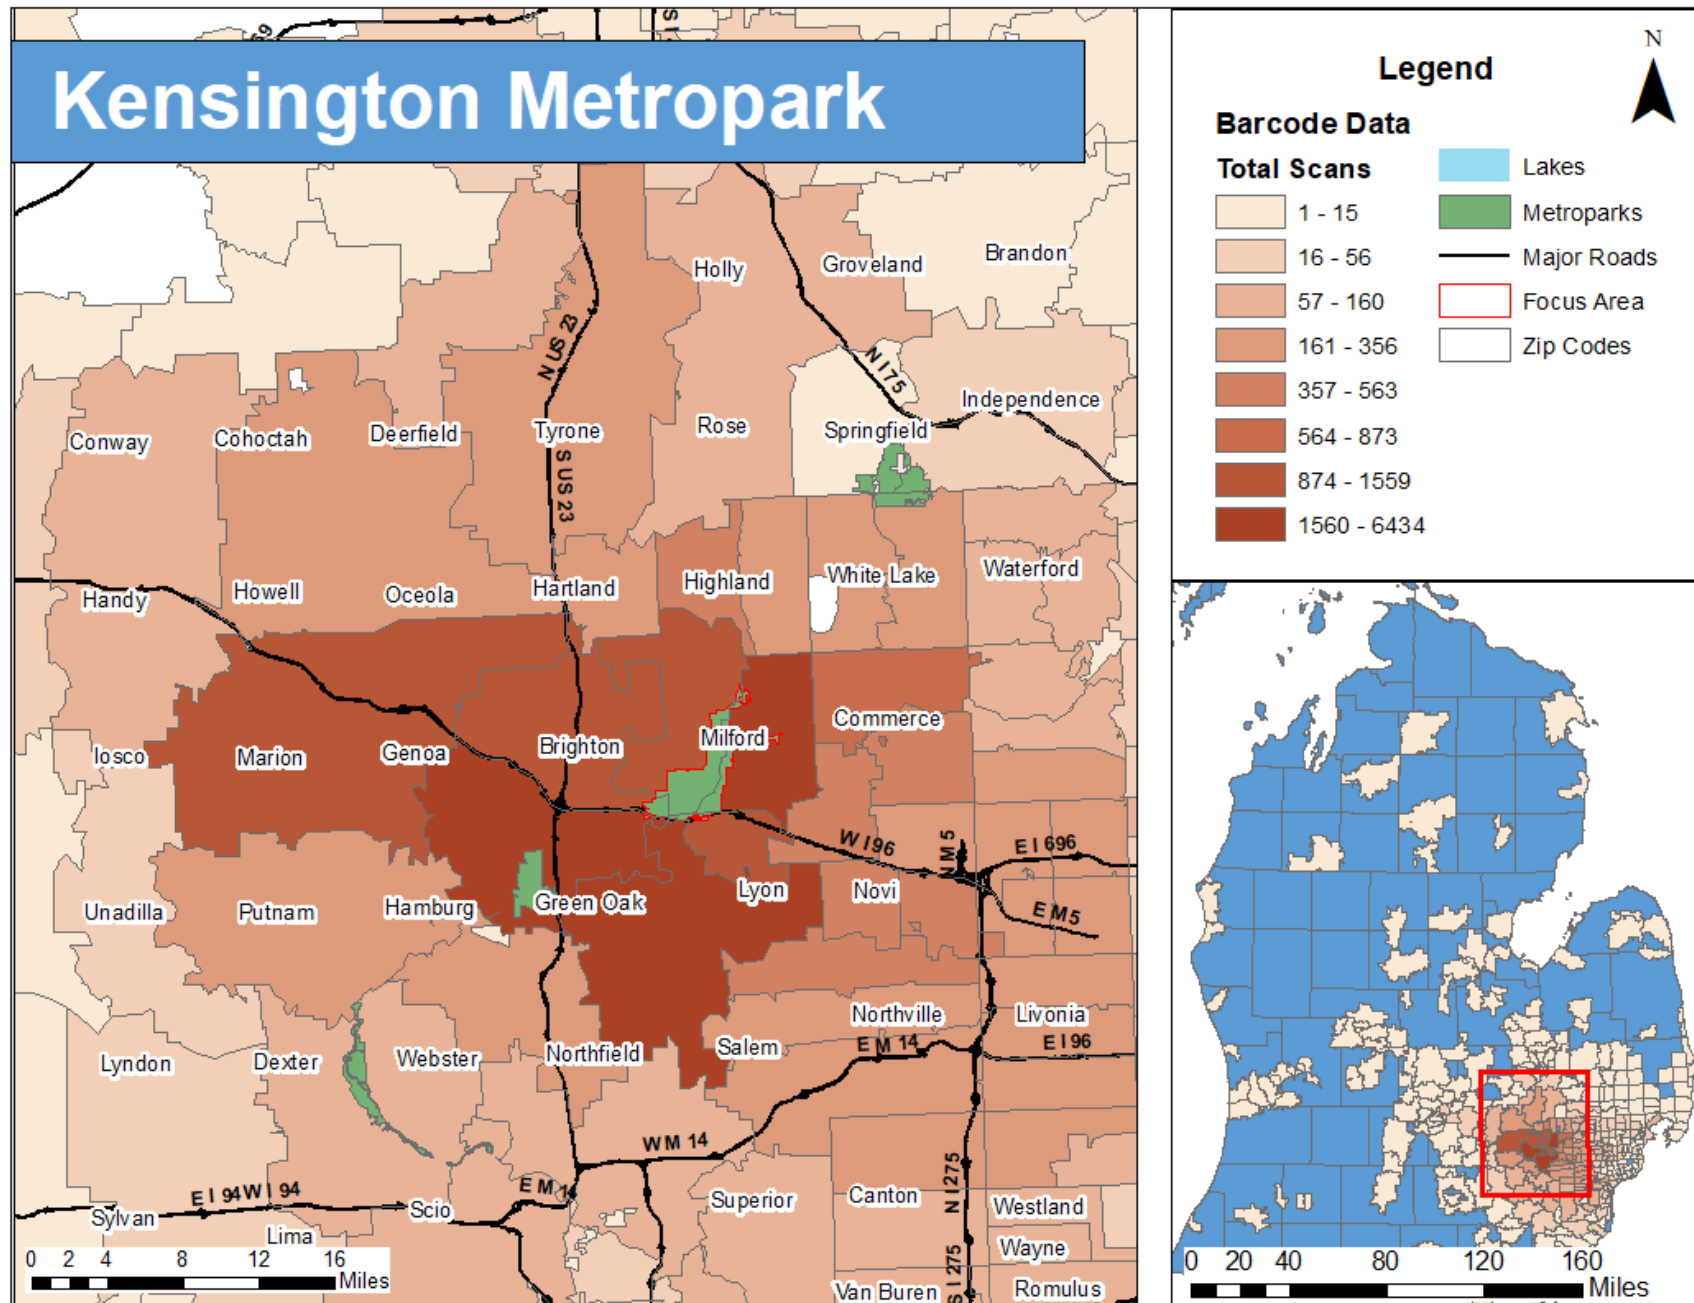 69
S I
Kensington Metropark
Holly
Groveland
Brandon
N US 23
N I 75
Independence
Conway
Cohoctah
Deerfield
Tyrone
Rose
Springfield
S US 23
Handy
Howell
Oceola
Hartland
Highland
White Lake
Waterford
Iosco
Marion
Genoa
Brighton
Milford
Commerce
W I 96
N M 5
E I 696
Unadilla
Putnam
Hamburg
Green Oak
Lyon
Novi
E M 5
Lyndon
Dexter
Webster
Northfield
Salem
Northville
Livonia
E M 14
E I 96
W M 14
E I 94 W I 94
E M 1
Sylvan
Lima
Scio
Superior
Canton
N I 275
Westland
Wayne
S I 275
Van Buren
Romulus
0 2 4 8 12 16
Miles
N
Legend
Barcode Data
Total Scans
1 - 15
16 - 56
57 - 160
161 - 356
357 - 563
564 - 873
874 - 1559
1560 - 6434
Lakes
Metroparks
Major Roads
Focus Area
Zip Codes
0 20 40 80 120 160
Miles